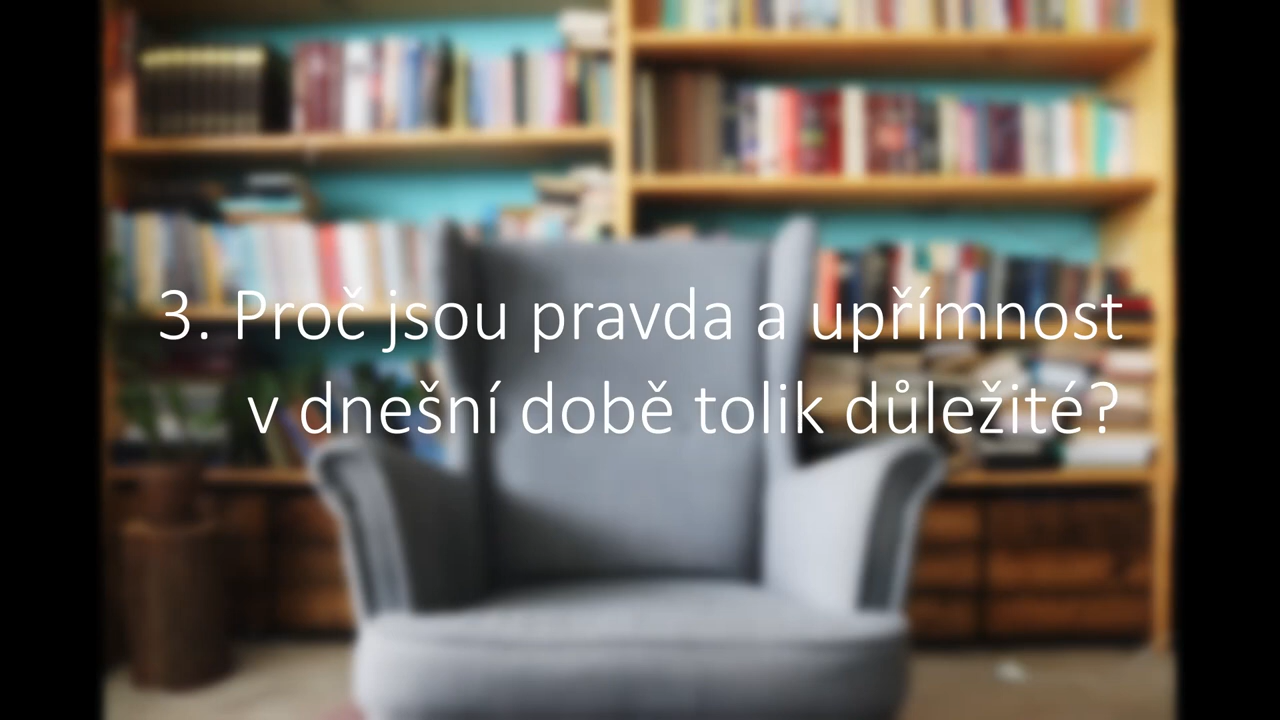 3. Proč jsou pravda a upřímnost
v dnešní době tolik důležité?